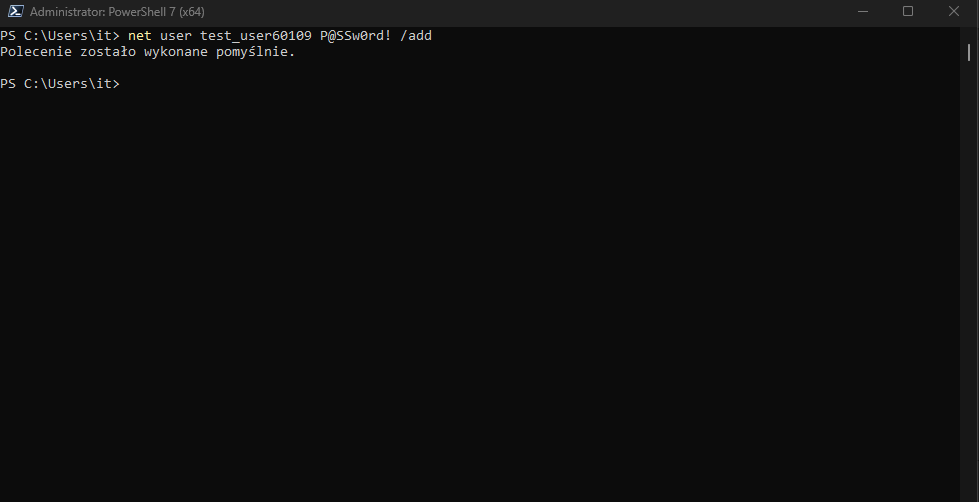 Administrator: PowerShell 7 (x64)
PS C:\Users\it> net user test_user60109 P@SSw0rd! /add
Polecenie zostało wykonane pomyślnie.
PS C:\Users\it>